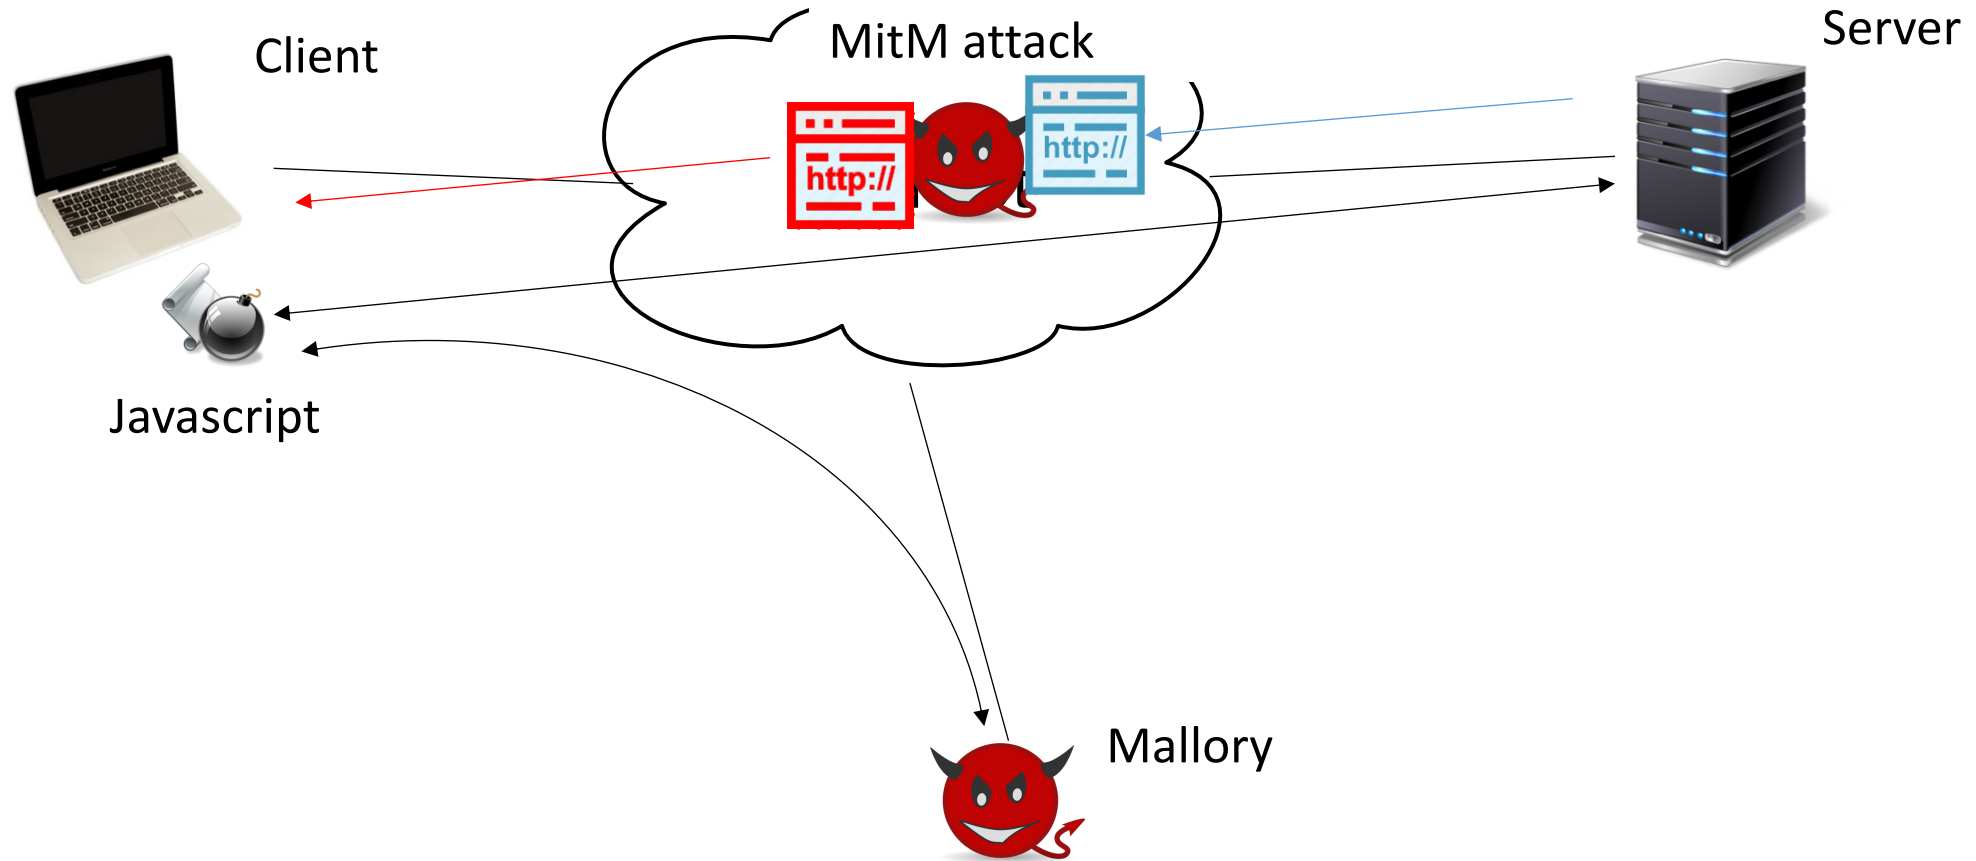 Client
MitM attack
Server
http://
http://
Javascript
Mallory